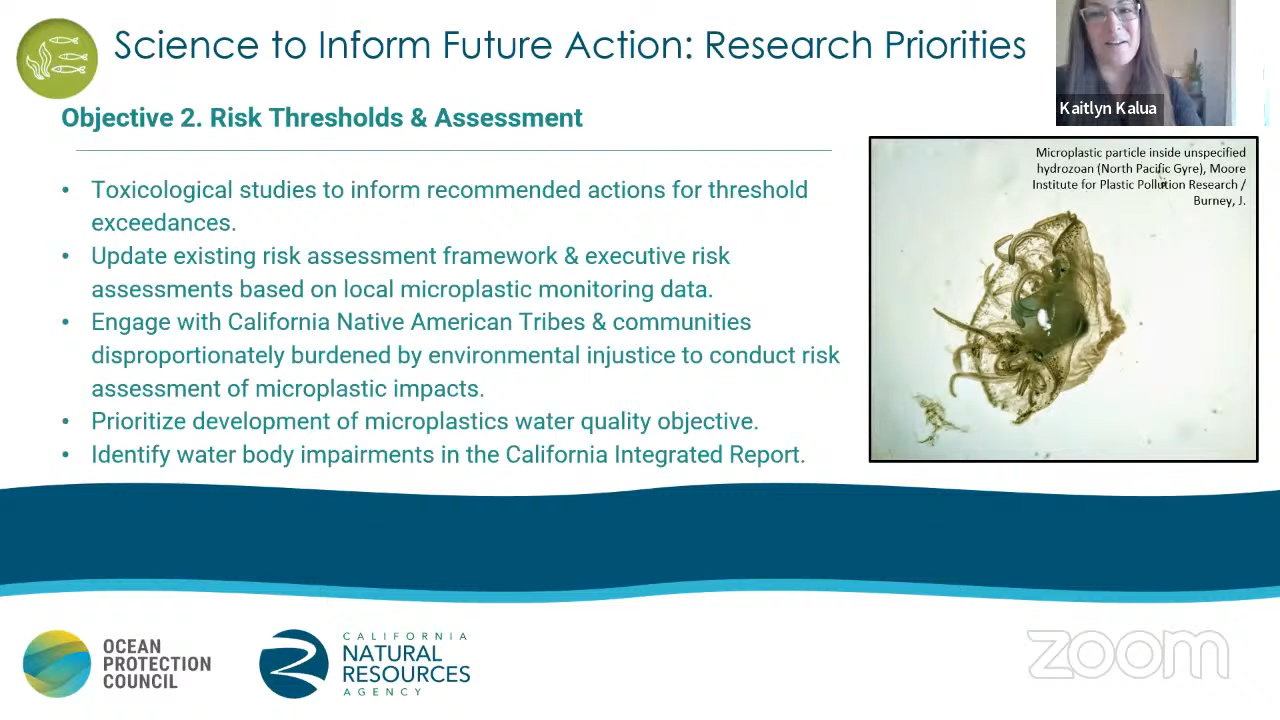 Science to Inform Future Action: Research Priorities
Kaitlyn Kalua
Objective 2. Risk Thresholds & Assessment
• Toxicological studies to inform recommended actions for threshold
exceedances.
• Update existing risk assessment framework & executive risk
assessments based on local microplastic monitoring data.
• Engage with California Native American Tribes & communities
disproportionately burdened by environmental injustice to conduct risk
assessment of microplastic impacts.
• Prioritize development of microplastics water quality objective.
• Identify water body impairments in the California Integrated Report.
Microplastic particle inside unspecified
hydrozoan (North Pacific Gyre), Moore
Institute for Plastic Pollution Research /
Burney, J.
OCEAN
PROTECTION
COUNCIL
CALIFORNIA
NATURAL
RESOURCES
AGENCY
zoom